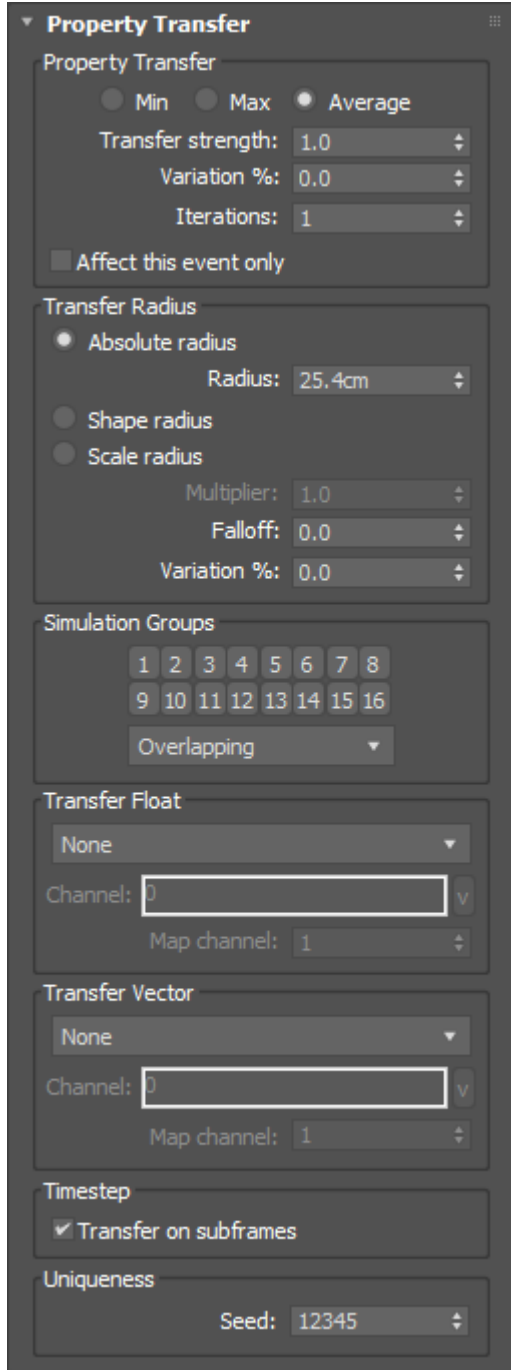 Property Transfer
Property Transfer
Min Max Average
Transfer strength: 1.0
Variation %: 0.0
Iterations: 1
Affect this event only
Transfer Radius
Absolute radius
Radius: 25.4cm
Shape radius
Scale radius
Multiplier: 1.0
Falloff: 0.0
Variation %: 0.0
Simulation Groups
1 2 3 4 5 6 7 8
9 10 11 12 13 14 15 16
Overlapping
Transfer Float
None
Channel: 0 v
Map channel: 1
Transfer Vector
None
Channel: 0 v
Map channel: 1
Timestep
Transfer on subframes
Uniqueness
Seed: 12345